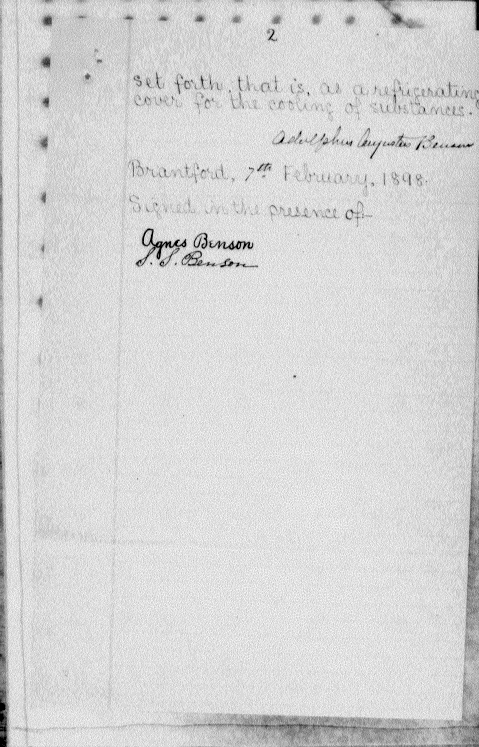 2
set forth, that is, as a refrigerating
cover for the cooling of substances.
Adolphus Augustus Benson
Brantford, 7th February, 1898.
Signed in the presence of
Agnes Benson
S. S. Benson